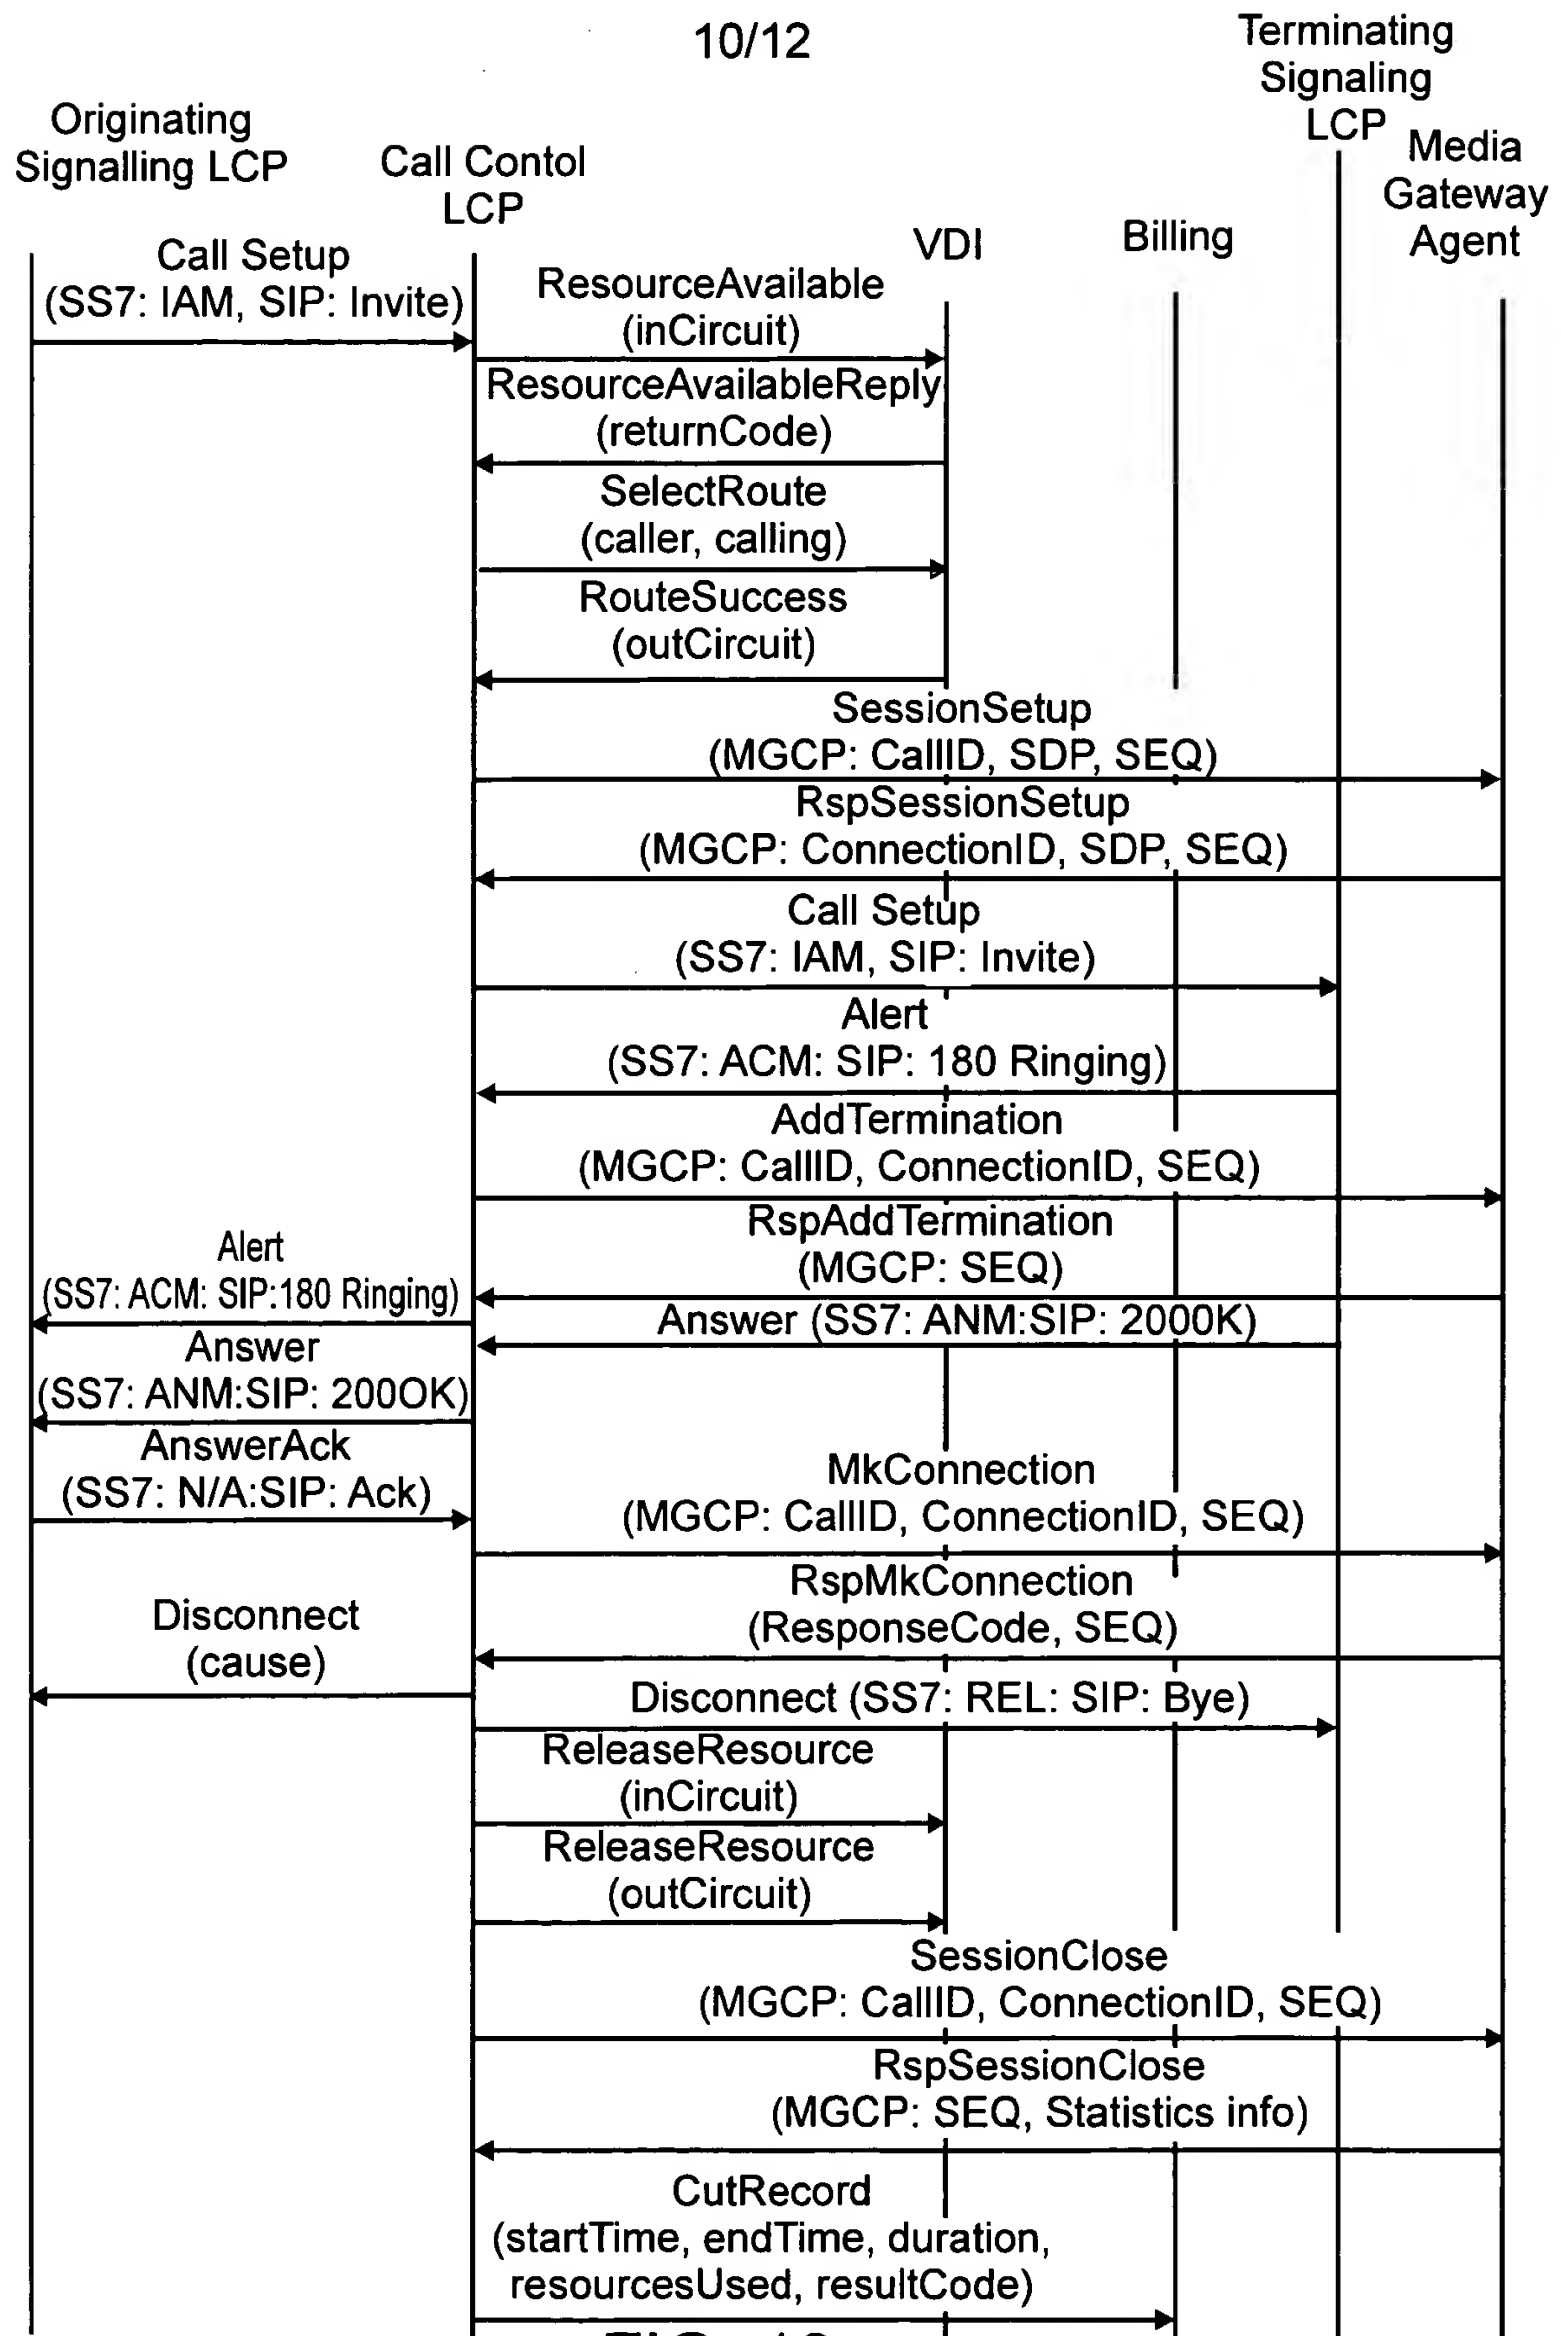 10/12
Terminating
Signaling
LCP
Originating
Signalling LCP
Call Contol
LCP
VDI
Billing
Media
Gateway
Agent
Call Setup
(SS7: IAM, SIP: Invite)
ResourceAvailable
(inCircuit)
ResourceAvailableReply
(returnCode)
SelectRoute
(caller, calling)
RouteSuccess
(outCircuit)
SessionSetup
(MGCP: CallID, SDP, SEQ)
RspSessionSetup
(MGCP: ConnectionID, SDP, SEQ)
Call Setup
(SS7: IAM, SIP: Invite)
Alert
(SS7: ACM: SIP: 180 Ringing)
AddTermination
(MGCP: CallID, ConnectionID, SEQ)
RspAddTermination
(MGCP: SEQ)
Alert
(SS7: ACM: SIP:180 Ringing)
Answer (SS7: ANM:SIP: 2000K)
Answer
(SS7: ANM:SIP: 200OK)
AnswerAck
(SS7: N/A:SIP: Ack)
MkConnection
(MGCP: CallID, ConnectionID, SEQ)
RspMkConnection
(ResponseCode, SEQ)
Disconnect
(cause)
Disconnect (SS7: REL: SIP: Bye)
ReleaseResource
(inCircuit)
ReleaseResource
(outCircuit)
SessionClose
(MGCP: CallID, ConnectionID, SEQ)
RspSessionClose
(MGCP: SEQ, Statistics info)
CutRecord
(startTime, endTime, duration,
resourcesUsed, resultCode)